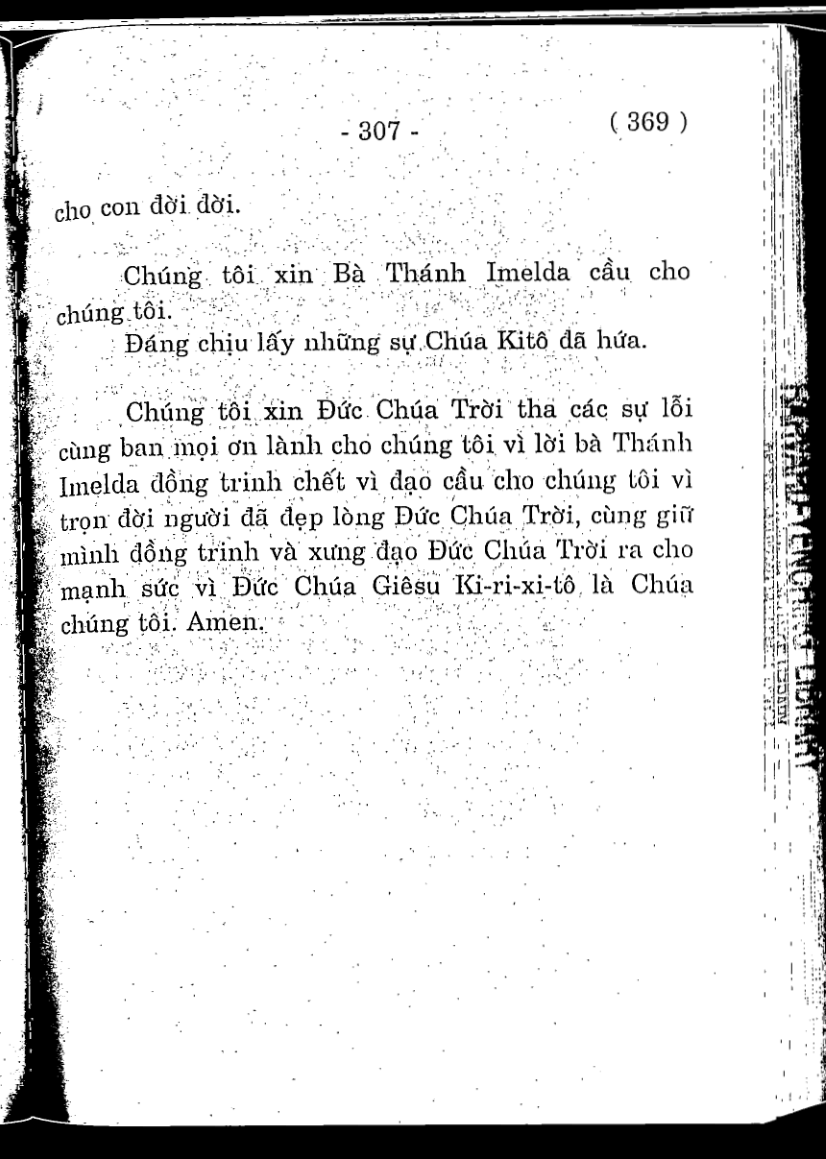 - 307 - ( 369 )
cho con đời đời.
Chúng tôi xin Bà Thánh Imelda cầu cho
chúng tôi.
Đáng chịu lấy những sự Chúa Kitô đã hứa.
Chúng tôi xin Đức Chúa Trời tha các sự lỗi
cùng ban mọi ơn lành cho chúng tôi vì lời bà Thánh
Imelda đồng trinh chết vì đạo cầu cho chúng tôi vì
trọn đời người đã đẹp lòng Đức Chúa Trời, cùng giữ
mình đồng trinh và xưng đạo Đức Chúa Trời ra cho
mạnh sức vì Đức Chúa Giêsu Ki-ri-xi-tô là Chúa
chúng tôi. Amen.
HARVARD-YENCHING LIBRARY